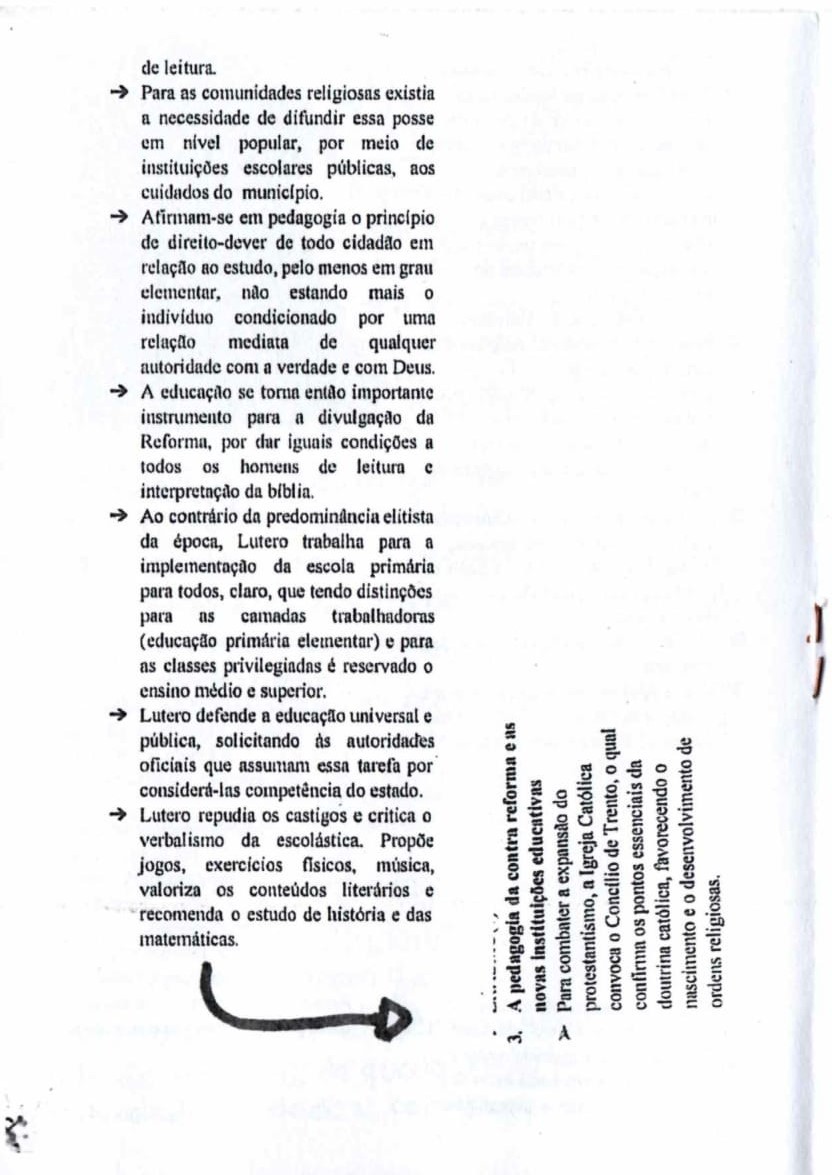 de leitura.
→ Para as comunidades religiosas existia
a necessidade de difundir essa posse
em nível popular, por meio de
instituições escolares públicas, aos
cuidados do município.
→ Afirmam-se em pedagogia o princípio
de direito-dever de todo cidadão em
relação ao estudo, pelo menos em grau
elementar, não estando mais o
indivíduo condicionado por uma
relação mediata de qualquer
autoridade com a verdade e com Deus.
→ A educação se torna então importante
instrumento para a divulgação da
Reforma, por dar iguais condições a
todos os homens de leitura e
interpretação da bíblia.
→ Ao contrário da predominância elitista
da época, Lutero trabalha para a
implementação da escola primária
para todos, claro, que tendo distinções
para as camadas trabalhadoras
(educação primária elementar) e para
as classes privilegiadas é reservado o
ensino médio e superior.
→ Lutero defende a educação universal e
pública, solicitando às autoridades
oficiais que assumam essa tarefa por
considerá-las competência do estado.
→ Lutero repudia os castigos e critica o
verbalismo da escolástica. Propõe
jogos, exercícios físicos, música,
valoriza os conteúdos literários e
recomenda o estudo de história e das
matemáticas.
3. A pedagogia da contra reforma e as
novas instituições educativas
➢ Para combater a expansão do
protestantismo, a Igreja Católica
convoca o Concílio de Trento, o qual
confirma os pontos essenciais da
doutrina católica, favorecendo o
nascimento e o desenvolvimento de
ordens religiosas.